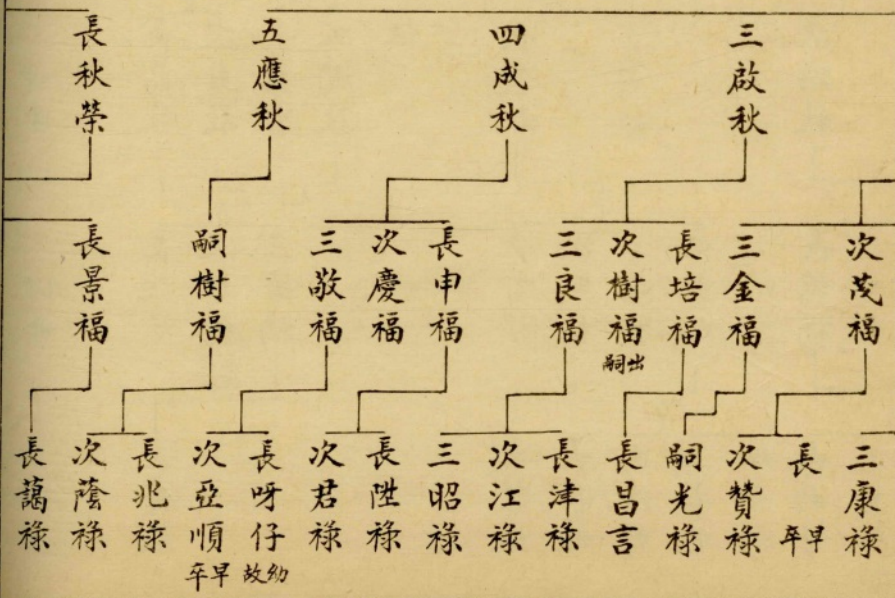 三啟秋
四成秋
五應秋
長秋榮
次茂福
三金福
長培福
次樹福
出嗣
三良福
長申福
次慶福
三敬福
嗣樹福
長景福
三康祿
長
早卒
次贊祿
嗣光祿
長昌言
長津祿
次江祿
三昭祿
長陞祿
次君祿
長呀仔
幼故
次亞順
早卒
長兆祿
次蔭祿
長藹祿